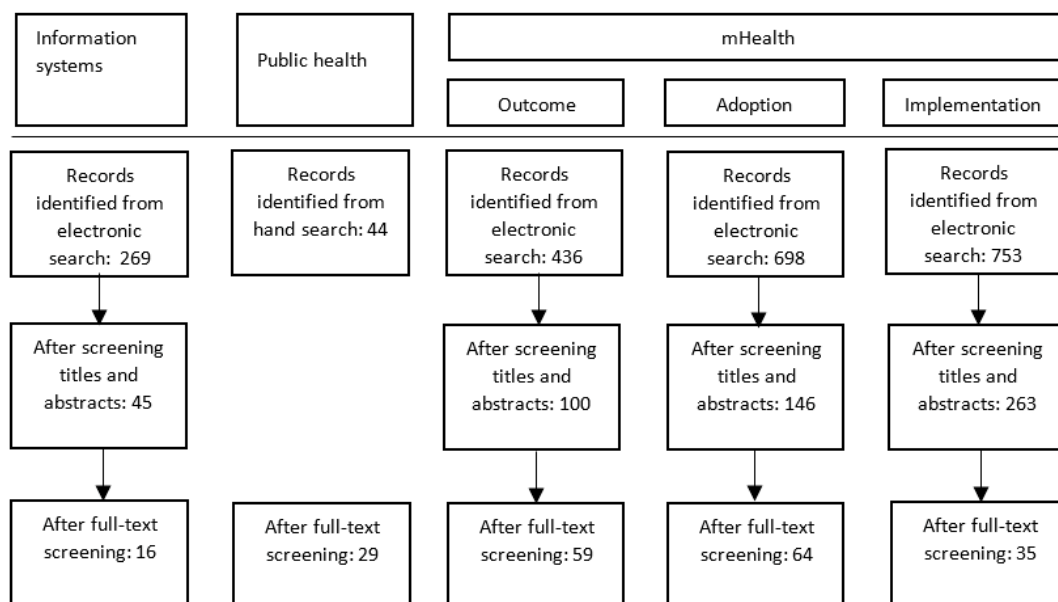 Information
systems
Public health
mHealth
Outcome
Adoption
Implementation
Records
identified from
electronic
search: 269
Records
identified from
hand search: 44
Records
identified from
electronic
search: 436
Records
identified from
electronic
search: 698
Records
identified from
electronic
search: 753
After screening
titles and
abstracts: 45
After screening
titles and
abstracts: 100
After screening
titles and
abstracts: 146
After screening
titles and
abstracts: 263
After full-text
screening: 16
After full-text
screening: 29
After full-text
screening: 59
After full-text
screening: 64
After full-text
screening: 35